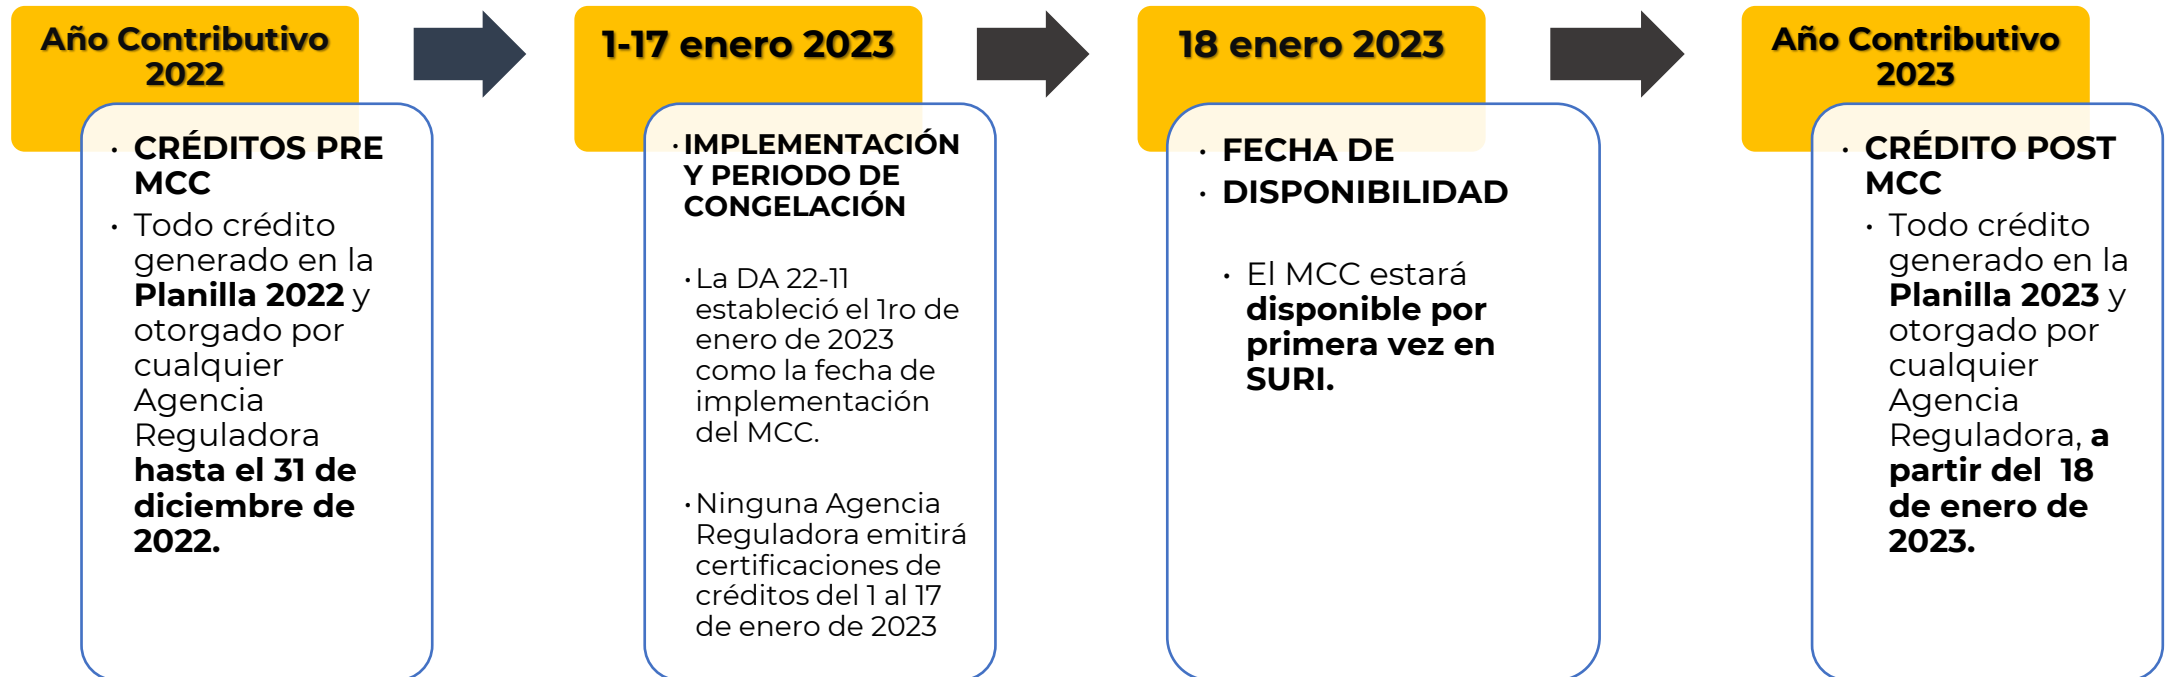 Año Contributivo
2022
· CRÉDITOS PRE
MCC
· Todo crédito
generado en la
Planilla 2022 y
otorgado por
cualquier
Agencia
Reguladora
hasta el 31 de
diciembre de
2022.
1-17 enero 2023
· IMPLEMENTACIÓN
Y PERIODO DE
CONGELACIÓN
· La DA 22-11
estableció el 1ro de
enero de 2023
como la fecha de
implementación
del MCC.
· Ninguna Agencia
Reguladora emitirá
certificaciones de
créditos del 1 al 17
de enero de 2023
18 enero 2023
· FECHA DE
· DISPONIBILIDAD
· El MCC estará
disponible por
primera vez en
SURI.
Año Contributivo
2023
· CRÉDITO POST
MCC
· Todo crédito
generado en la
Planilla 2023 y
otorgado por
cualquier
Agencia
Reguladora, a
partir del 18
de enero de
2023.